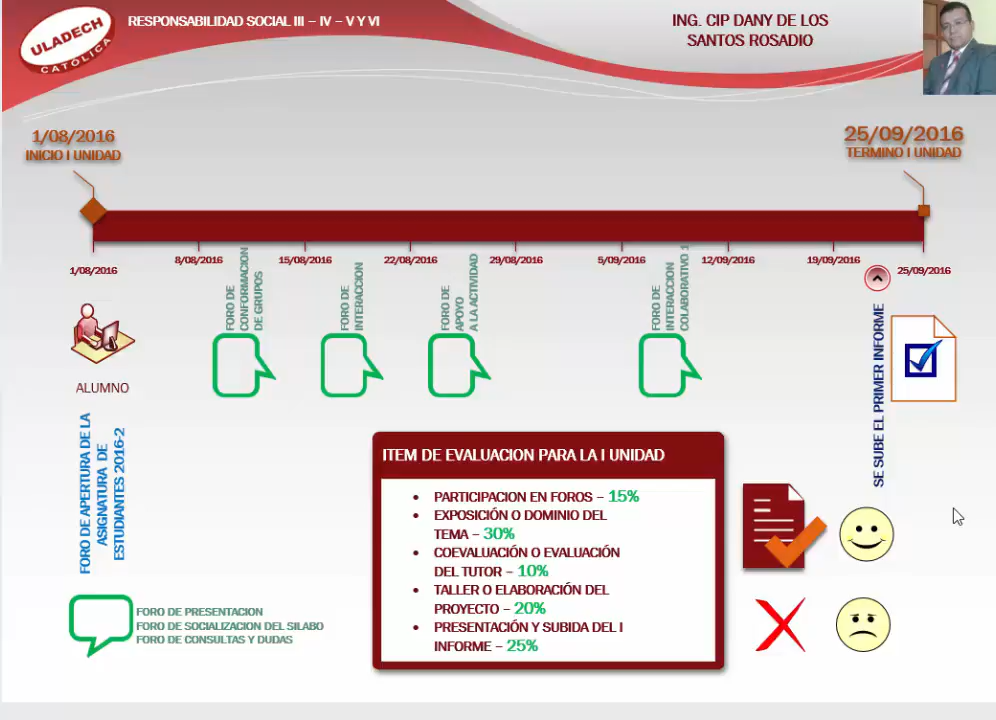 ULADECH
CATÓLICA
RESPONSABILIDAD SOCIAL III – IV – V Y VI
ING. CIP DANY DE LOS
SANTOS ROSADIO
1/08/2016
INICIO I UNIDAD
25/09/2016
TERMINO I UNIDAD
1/08/2016
8/08/2016
15/08/2016
22/08/2016
29/08/2016
5/09/2016
12/09/2016
19/09/2016
25/09/2016
FORO DE
CONFORMACION
DE GRUPOS
FORO DE
INTERACCION
FORO DE
APOYO
A LA ACTIVIDAD
FORO DE
INTERACCION
COLABORATIVO 1
SE SUBE EL PRIMER INFORME
ALUMNO
FORO DE APERTURA DE LA
ASIGNATURA DE
ESTUDIANTES 2016-2
ITEM DE EVALUACION PARA LA I UNIDAD
• PARTICIPACION EN FOROS – 15%
• EXPOSICIÓN O DOMINIO DEL
TEMA – 30%
• COEVALUACIÓN O EVALUACIÓN
DEL TUTOR – 10%
• TALLER O ELABORACIÓN DEL
PROYECTO – 20%
• PRESENTACIÓN Y SUBIDA DEL I
INFORME – 25%
FORO DE PRESENTACION
FORO DE SOCIALIZACION DEL SILABO
FORO DE CONSULTAS Y DUDAS